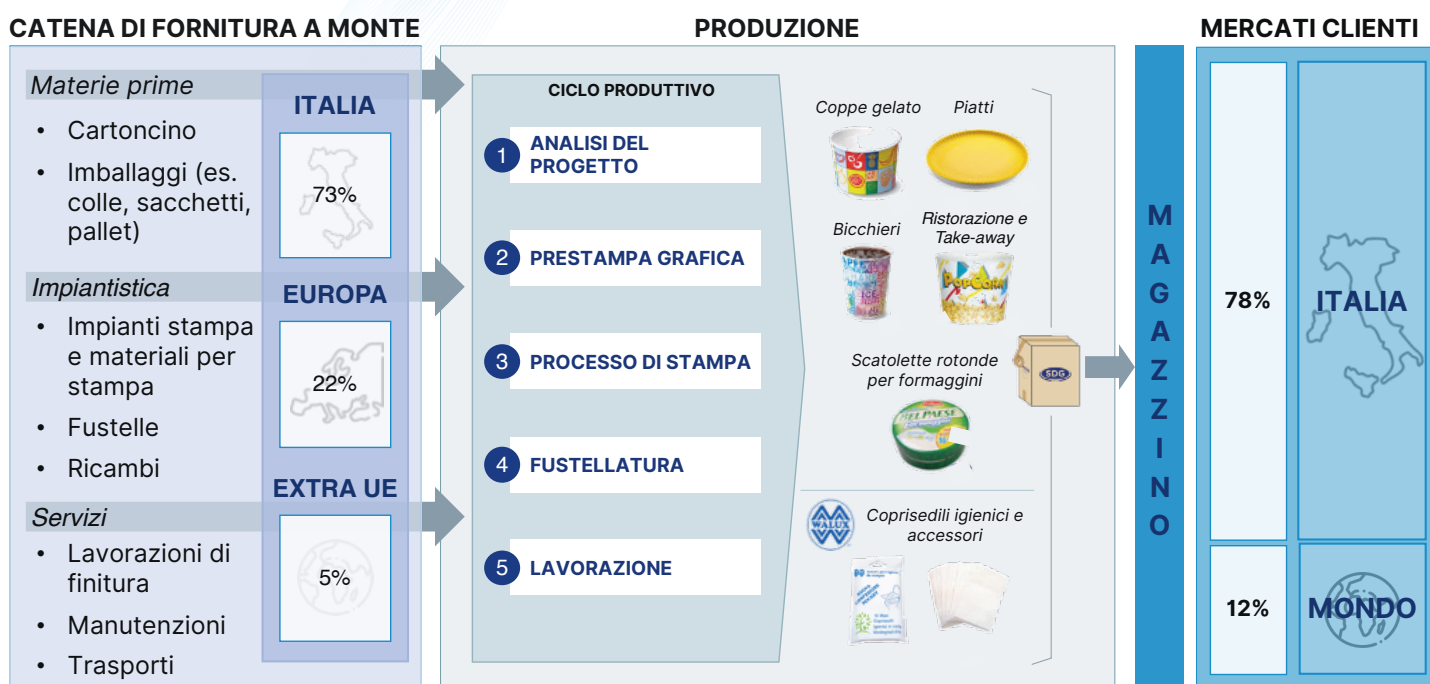 CATENA DI FORNITURA A MONTE
Materie prime
• Cartoncino
• Imballaggi (es.
colle, sacchetti,
pallet)
Impiantistica
• Impianti stampa
e materiali per
stampa
• Fustelle
• Ricambi
Servizi
• Lavorazioni di
finitura
• Manutenzioni
• Trasporti
ITALIA
73%
EUROPA
22%
EXTRA UE
5%
PRODUZIONE
CICLO PRODUTTIVO
1 ANALISI DEL
PROGETTO
2 PRESTAMPA GRAFICA
3 PROCESSO DI STAMPA
4 FUSTELLATURA
5 LAVORAZIONE
Coppe gelato
Piatti
Bicchieri
Ristorazione e
Take-away
POPCORN
Scatolette rotonde
per formaggini
SDG
WALUX
Coprisedili igienici e
accessori
MAGAZZINO
MERCATI CLIENTI
78%
ITALIA
12%
MONDO